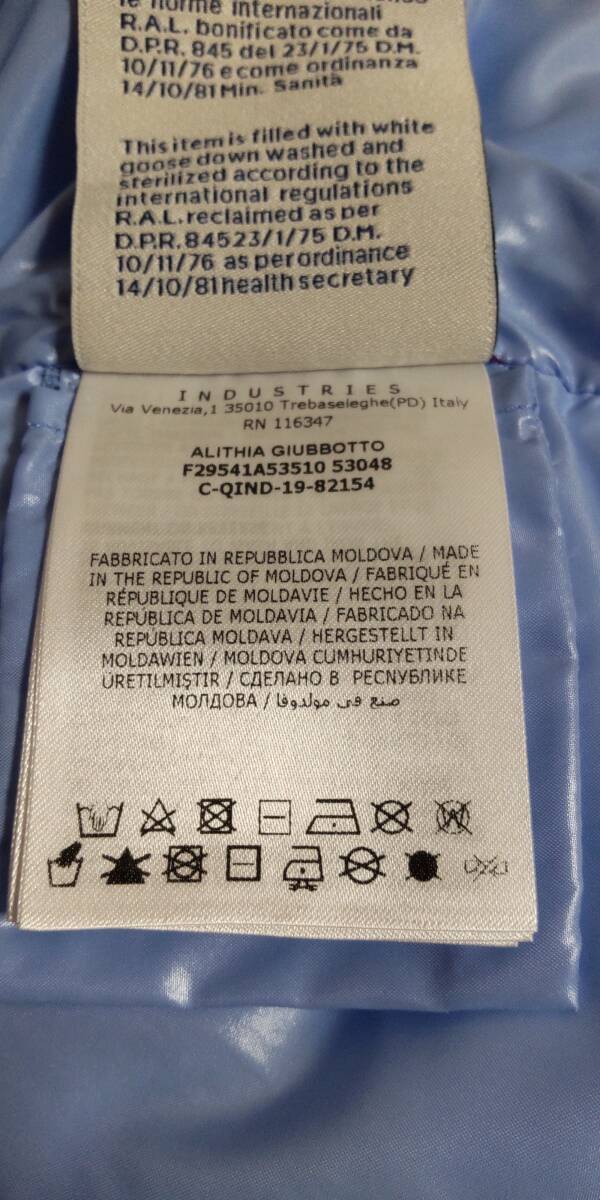 le norme internazionali
R.A.L. bonificato come da
D.P.R. 845 del 23/1/75 D.M.
10/11/76 e come ordinanza
14/10/81 Min. Sanità
This item is filled with white
goose down washed and
sterilized according to the
international regulations
R.A.L. reclaimed as per
D.P.R. 84523/1/75 D.M.
10/11/76 as per ordinance
14/10/81 health secretary
INDUSTRIES
Via Venezia,1 35010 Trebaseleghe(PD) Italy
RN 116347
ALITHIA GIUBBOTTO
F29541A53510 53048
C-QIND-19-82154
FABBRICATO IN REPUBBLICA MOLDOVA / MADE
IN THE REPUBLIC OF MOLDOVA / FABRIQUÉ EN
RÉPUBLIQUE DE MOLDAVIE / HECHO EN LA
REPÚBLICA DE MOLDAVIA / FABRICADO NA
REPÚBLICA MOLDAVA / HERGESTELLT IN
MOLDAWIEN / MOLDOVA CUMHURIYETINDE
ÜRETILMIŞTIR / СДЕЛАНО В РЕСПУБЛИКЕ
МОЛДОВА / صنع في مولدوفا